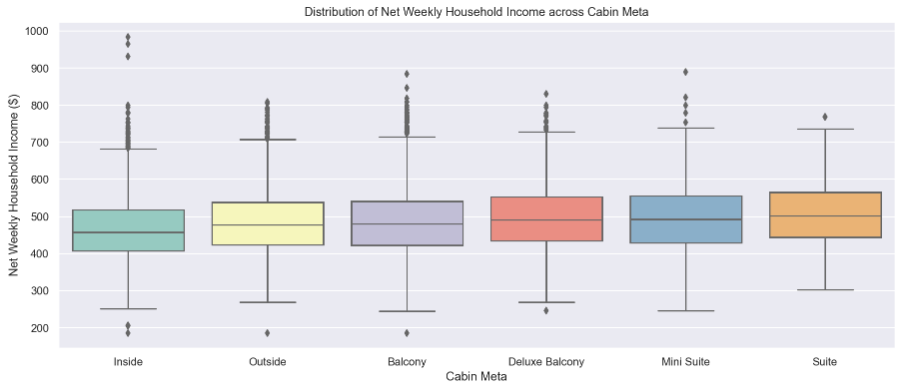 Distribution of Net Weekly Household Income across Cabin Meta
Net Weekly Household Income ($)
1000
900
800
700
600
500
400
300
200
Inside Outside Balcony Deluxe Balcony Mini Suite Suite
Cabin Meta